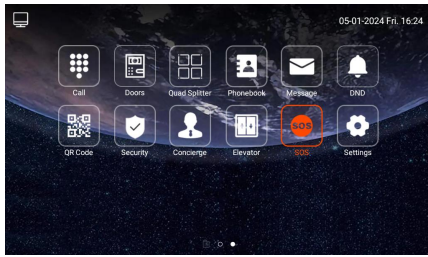 05-01-2024 Fri. 16:24
Call
Doors
Quad Splitter
Phonebook
Message
DND
SOS
QR Code
Security
Concierge
Elevator
SOS
Settings